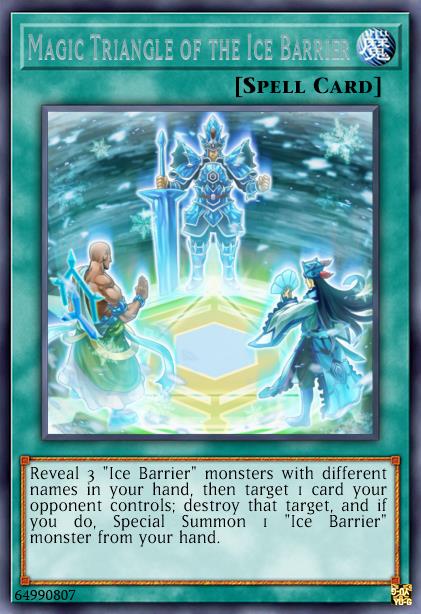 Magic Triangle of the Ice Barrier 魔
[Spell Card]
Reveal 3 "Ice Barrier" monsters with different
names in your hand, then target 1 card your
opponent controls; destroy that target, and if
you do, Special Summon 1 "Ice Barrier"
monster from your hand.
64990807